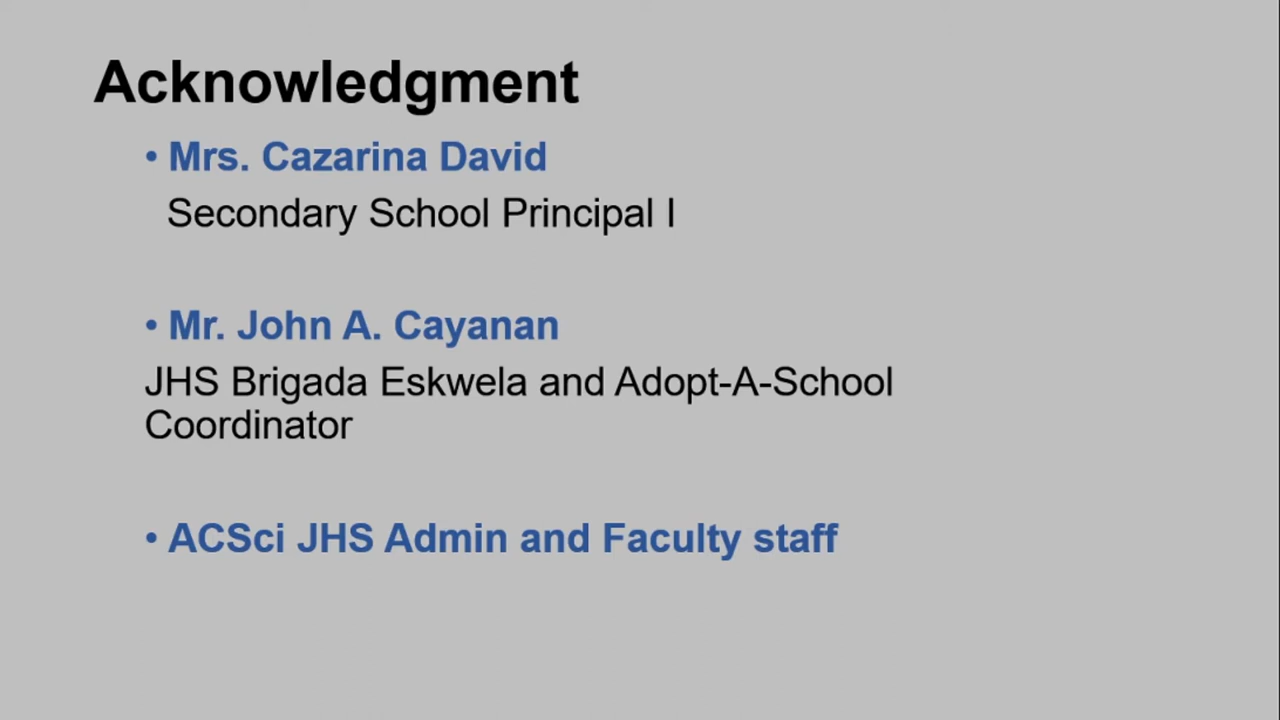 Acknowledgment
• Mrs. Cazarina David
Secondary School Principal I
• Mr. John A. Cayanan
JHS Brigada Eskwela and Adopt-A-School
Coordinator
• ACSci JHS Admin and Faculty staff